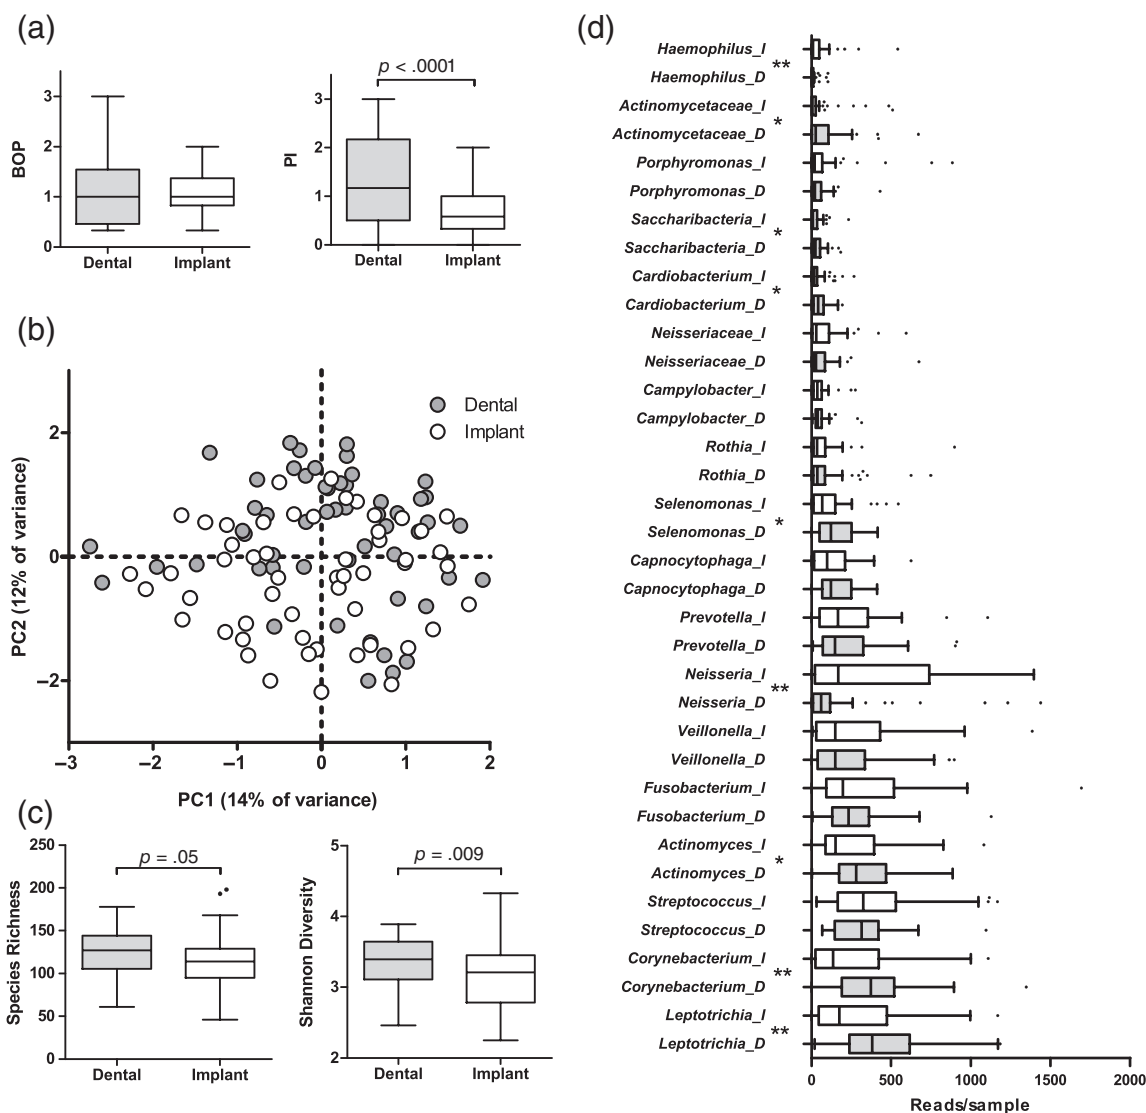 (a)
BOP
3
2
1
0
Dental
Implant
p < .0001
PI
3
2
1
0
Dental
Implant
(b)
PC2 (12% of variance)
2
0
−2
Dental
Implant
−3
−2
−1
0
1
2
PC1 (14% of variance)
(c)
Species Richness
250
200
150
100
50
0
p = .05
Dental
Implant
Shannon Diversity
5
4
3
2
p = .009
Dental
Implant
(d)
Haemophilus_I
**
Haemophilus_D
Actinomycetaceae_I
*
Actinomycetaceae_D
Porphyromonas_I
Porphyromonas_D
Saccharibacteria_I
*
Saccharibacteria_D
Cardiobacterium_I
*
Cardiobacterium_D
Neisseriaceae_I
Neisseriaceae_D
Campylobacter_I
Campylobacter_D
Rothia_I
Rothia_D
Selenomonas_I
*
Selenomonas_D
Capnocytophaga_I
Capnocytophaga_D
Prevotella_I
Prevotella_D
Neisseria_I
**
Neisseria_D
Veillonella_I
Veillonella_D
Fusobacterium_I
Fusobacterium_D
Actinomyces_I
*
Actinomyces_D
Streptococcus_I
Streptococcus_D
Corynebacterium_I
**
Corynebacterium_D
Leptotrichia_I
**
Leptotrichia_D
0
500
1000
1500
2000
Reads/sample